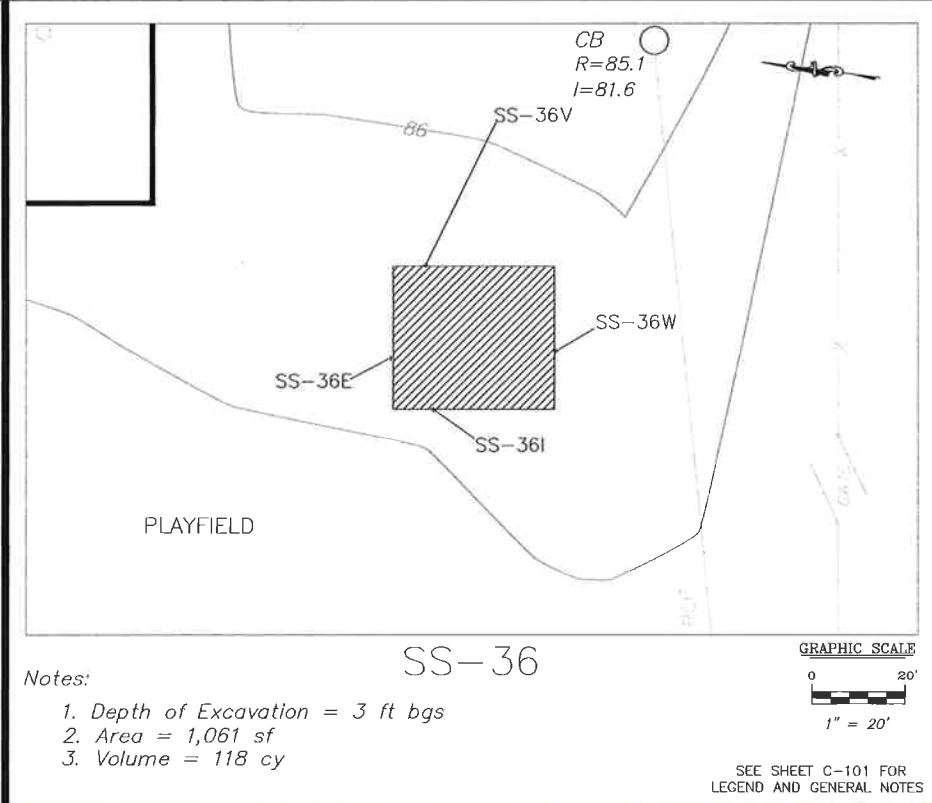 CB
R=85.1
I=81.6
SS-36V
86
SS-36W
SS-36E
SS-36I
GATE
PLAYFIELD
SS-36
GRAPHIC SCALE
0 20'
1" = 20'
Notes:
1. Depth of Excavation = 3 ft bgs
2. Area = 1,061 sf
3. Volume = 118 cy
SEE SHEET C-101 FOR
LEGEND AND GENERAL NOTES